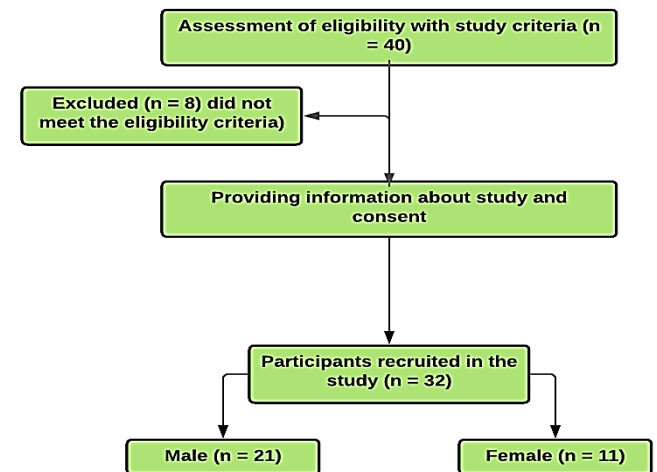 Assessment of eligibility with study criteria (n
= 40)
Excluded (n = 8) did not
meet the eligibility criteria)
Providing information about study and
consent
Participants recruited in the
study (n = 32)
Male (n = 21)
Female (n = 11)